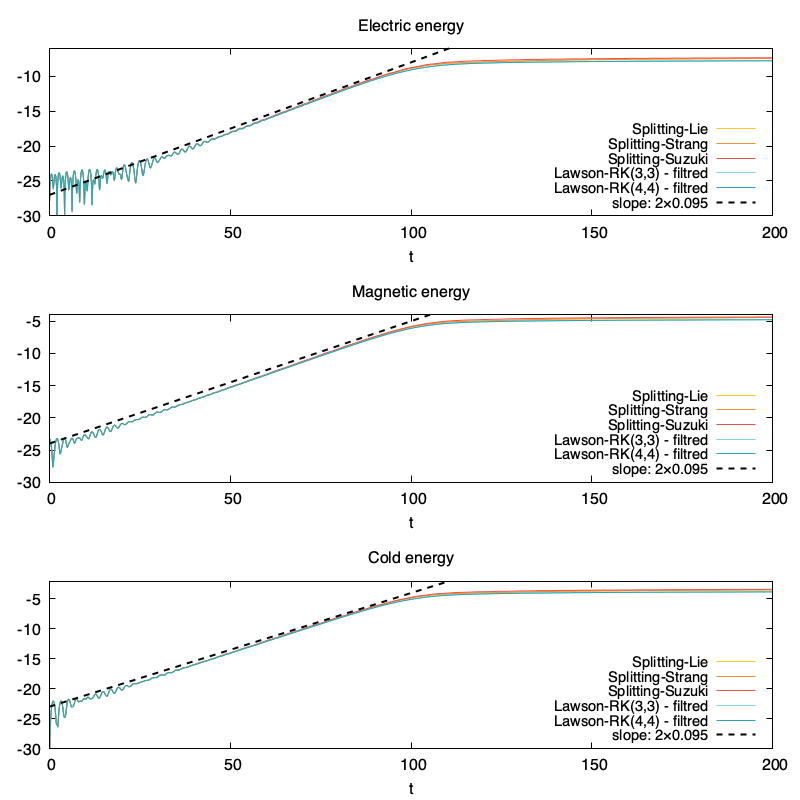 Electric energy
-10
-15
-20
-25
-30
Splitting-Lie
Splitting-Strang
Splitting-Suzuki
Lawson-RK(3,3) - filtred
Lawson-RK(4,4) - filtred
slope: 2×0.095
0 50 100 150 200
t
Magnetic energy
-5
-10
-15
-20
-25
-30
Splitting-Lie
Splitting-Strang
Splitting-Suzuki
Lawson-RK(3,3) - filtred
Lawson-RK(4,4) - filtred
slope: 2×0.095
0 50 100 150 200
t
Cold energy
-5
-10
-15
-20
-25
-30
Splitting-Lie
Splitting-Strang
Splitting-Suzuki
Lawson-RK(3,3) - filtred
Lawson-RK(4,4) - filtred
slope: 2×0.095
0 50 100 150 200
t